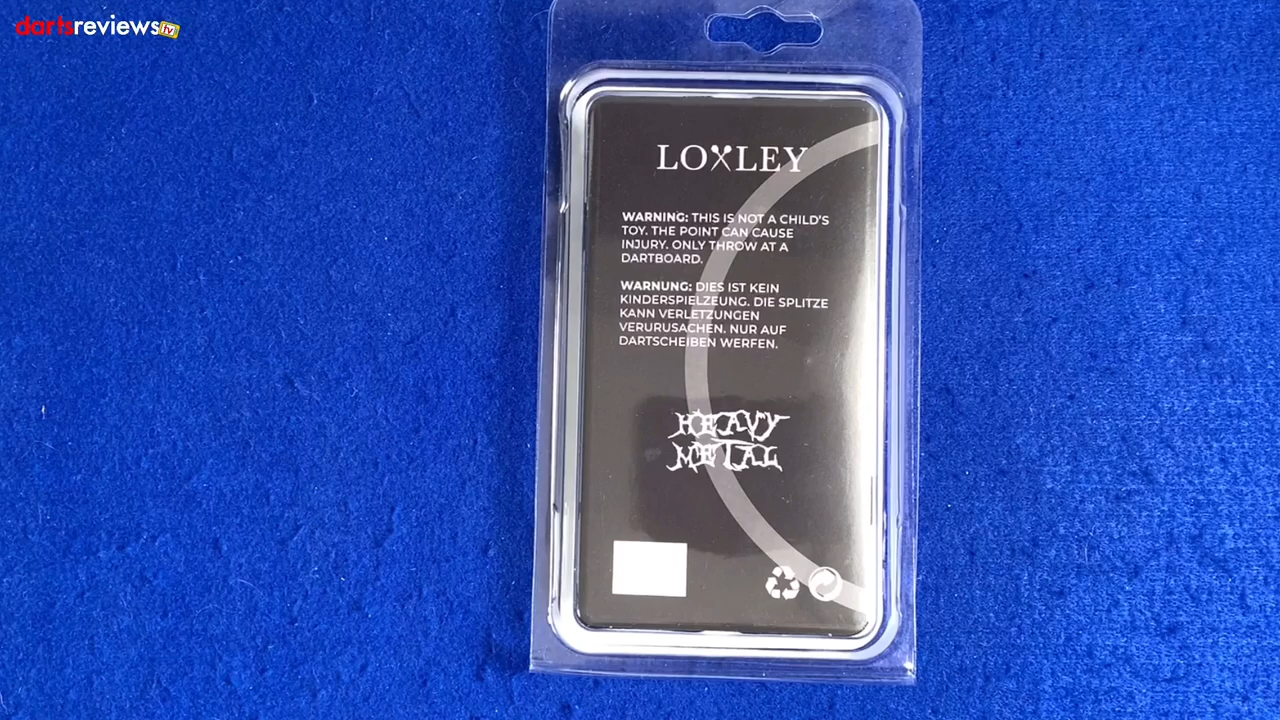 dartsreviews tv
LOXLEY
WARNING: THIS IS NOT A CHILD'S
TOY. THE POINT CAN CAUSE
INJURY. ONLY THROW AT A
DARTBOARD.
WARNUNG: DIES IST KEIN
KINDERSPIELZEUNG. DIE SPLITZE
KANN VERLETZUNGEN
VERURUSACHEN. NUR AUF
DARTSCHEIBEN WERFEN.
HEAVY
METAL